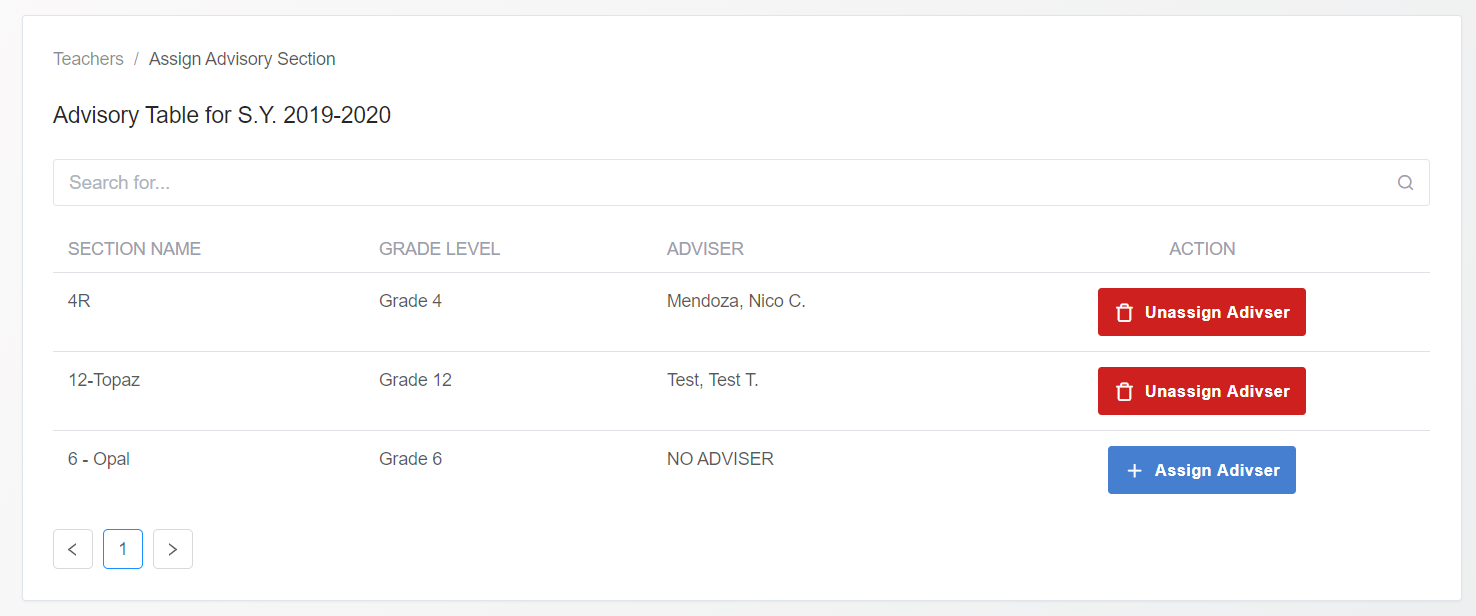 Teachers / Assign Advisory Section
Advisory Table for S.Y. 2019-2020
Search for...
SECTION NAME GRADE LEVEL ADVISER ACTION
4R Grade 4 Mendoza, Nico C. Unassign Adivser
12-Topaz Grade 12 Test, Test T. Unassign Adivser
6 - Opal Grade 6 NO ADVISER + Assign Adivser
< 1 >